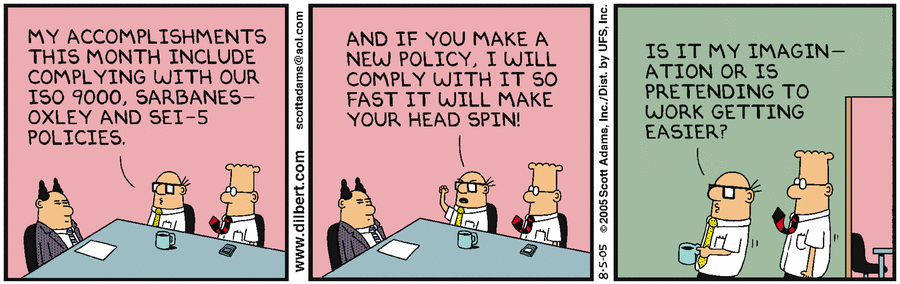 MY ACCOMPLISHMENTS
THIS MONTH INCLUDE
COMPLYING WITH OUR
ISO 9000, SARBANES-
OXLEY AND SEI-5
POLICIES.
www.dilbert.com
scottadams@aol.com
AND IF YOU MAKE A
NEW POLICY, I WILL
COMPLY WITH IT SO
FAST IT WILL MAKE
YOUR HEAD SPIN!
8-5-05 © 2005 Scott Adams, Inc./Dist. by UFS, Inc.
IS IT MY IMAGIN-
ATION OR IS
PRETENDING TO
WORK GETTING
EASIER?